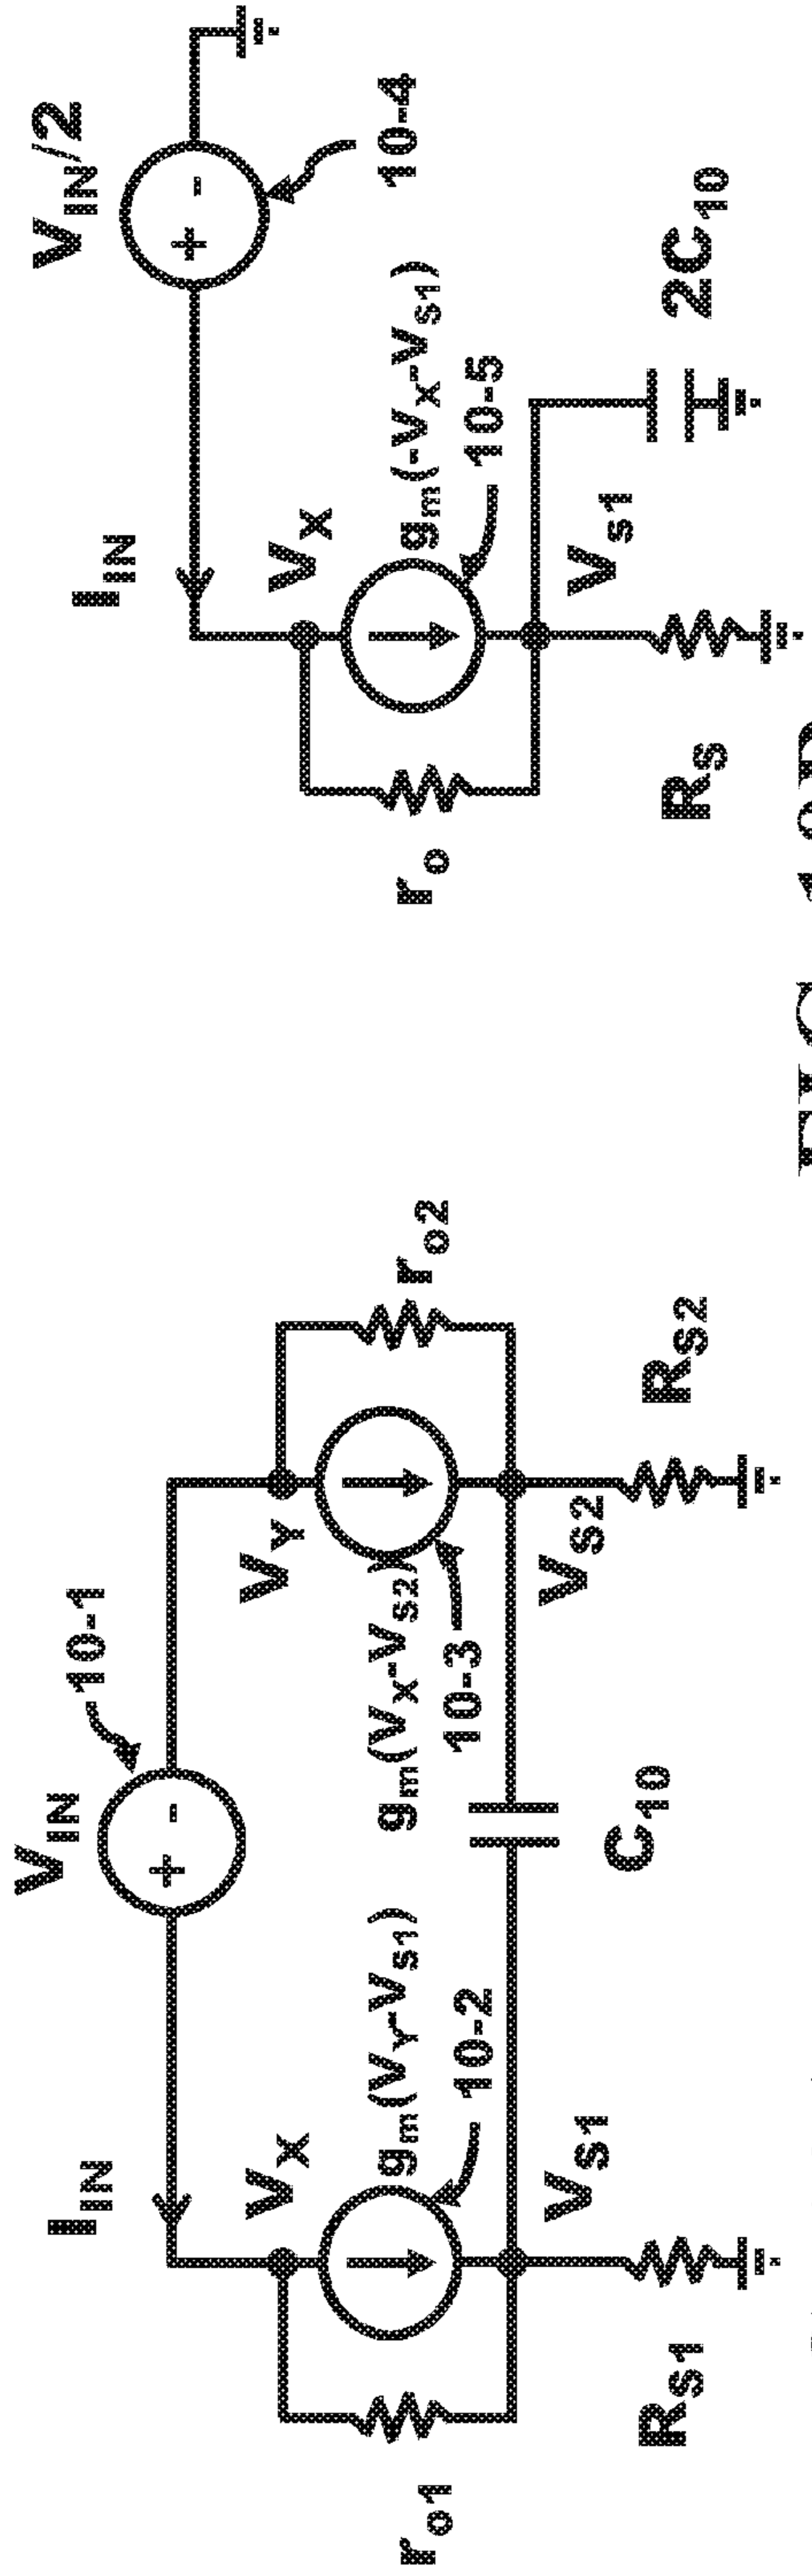 V_IN
10-1
I_IN
V_X
V_Y
g_m(V_Y-V_S1)
g_m(V_X-V_S2)
r_o1
r_o2
10-2
10-3
V_S1
V_S2
C_10
R_S1
R_S2
V_IN/2
I_IN
10-4
V_X
g_m(-V_X-V_S1)
r_o
10-5
V_s1
R_S
2C_10